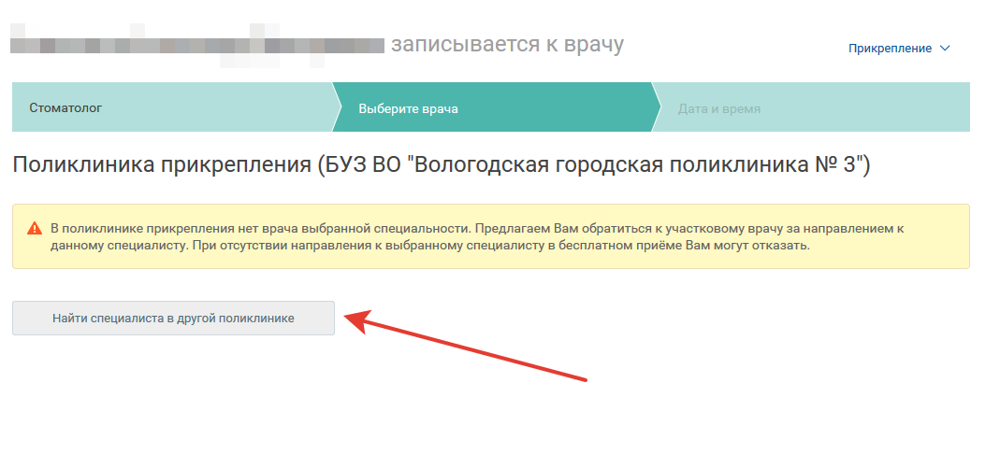 записывается к врачу
Прикрепление
Стоматолог
Выберите врача
Дата и время
Поликлиника прикрепления (БУЗ ВО "Вологодская городская поликлиника № 3")
В поликлинике прикрепления нет врача выбранной специальности. Предлагаем Вам обратиться к участковому врачу за направлением к
данному специалисту. При отсутствии направления к выбранному специалисту в бесплатном приёме Вам могут отказать.
Найти специалиста в другой поликлинике